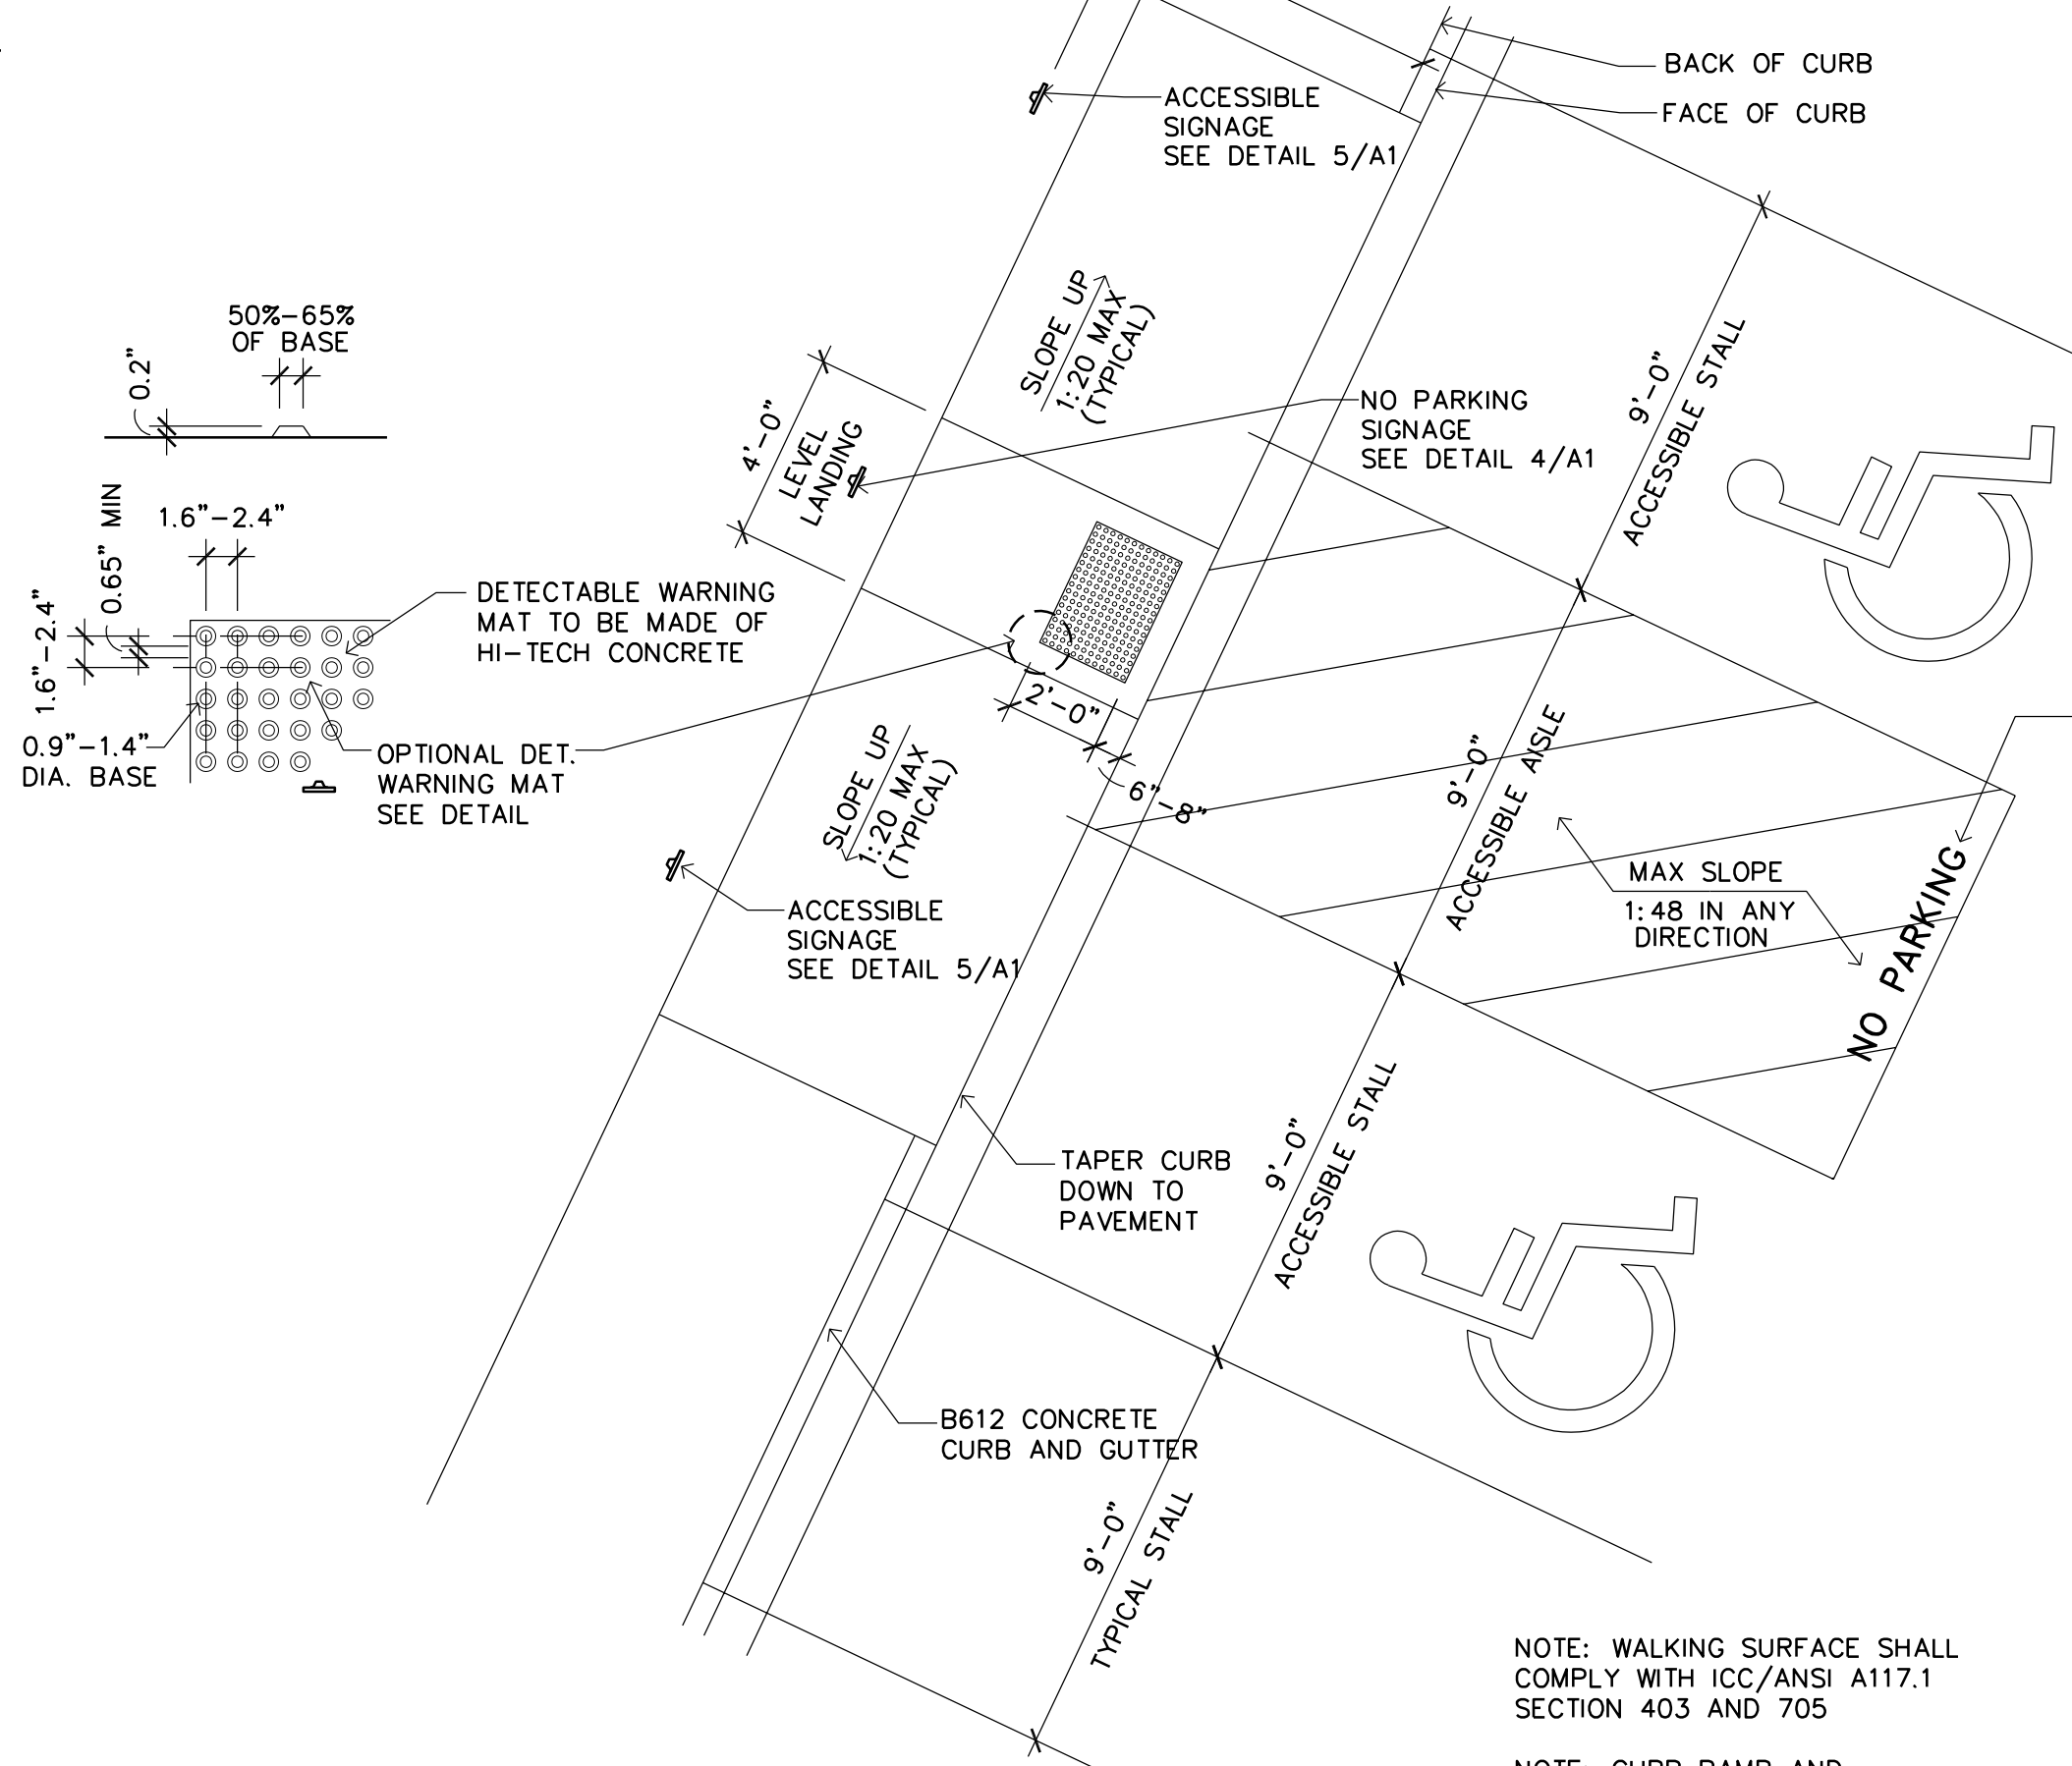 BACK OF CURB
FACE OF CURB
ACCESSIBLE
SIGNAGE
SEE DETAIL 5/A1
50%-65%
OF BASE
0.2"
SLOPE UP
1:20 MAX
(TYPICAL)
9'-0"
ACCESSIBLE STALL
4'-0"
LEVEL
LANDING
NO PARKING
SIGNAGE
SEE DETAIL 4/A1
1.6"-2.4"
0.65" MIN
1.6"-2.4"
DETECTABLE WARNING
MAT TO BE MADE OF
HI-TECH CONCRETE
0.9"-1.4"
DIA. BASE
OPTIONAL DET.
WARNING MAT
SEE DETAIL
2'-0"
6"-8"
SLOPE UP
1:20 MAX
(TYPICAL)
9'-0"
ACCESSIBLE AISLE
MAX SLOPE
1:48 IN ANY
DIRECTION
NO PARKING
ACCESSIBLE
SIGNAGE
SEE DETAIL 5/A1
9'-0"
ACCESSIBLE STALL
TAPER CURB
DOWN TO
PAVEMENT
B612 CONCRETE
CURB AND GUTTER
9'-0"
TYPICAL STALL
NOTE: WALKING SURFACE SHALL
COMPLY WITH ICC/ANSI A117.1
SECTION 403 AND 705
NOTE: CURB RAMP AND